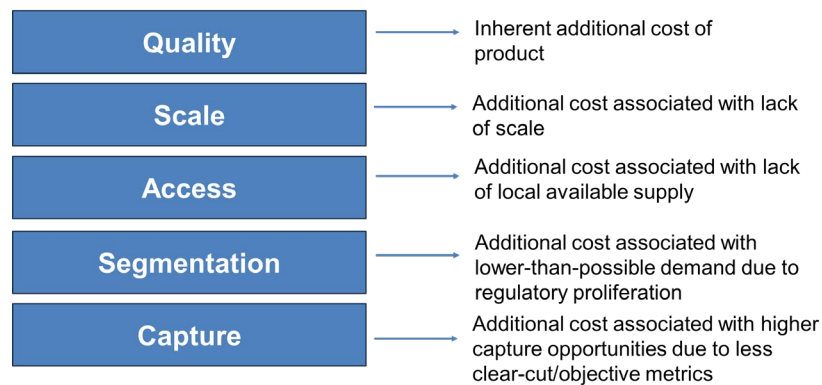 Quality
Inherent additional cost of
product
Scale
Additional cost associated with lack
of scale
Access
Additional cost associated with lack
of local available supply
Segmentation
Additional cost associated with
lower-than-possible demand due to
regulatory proliferation
Capture
Additional cost associated with higher
capture opportunities due to less
clear-cut/objective metrics